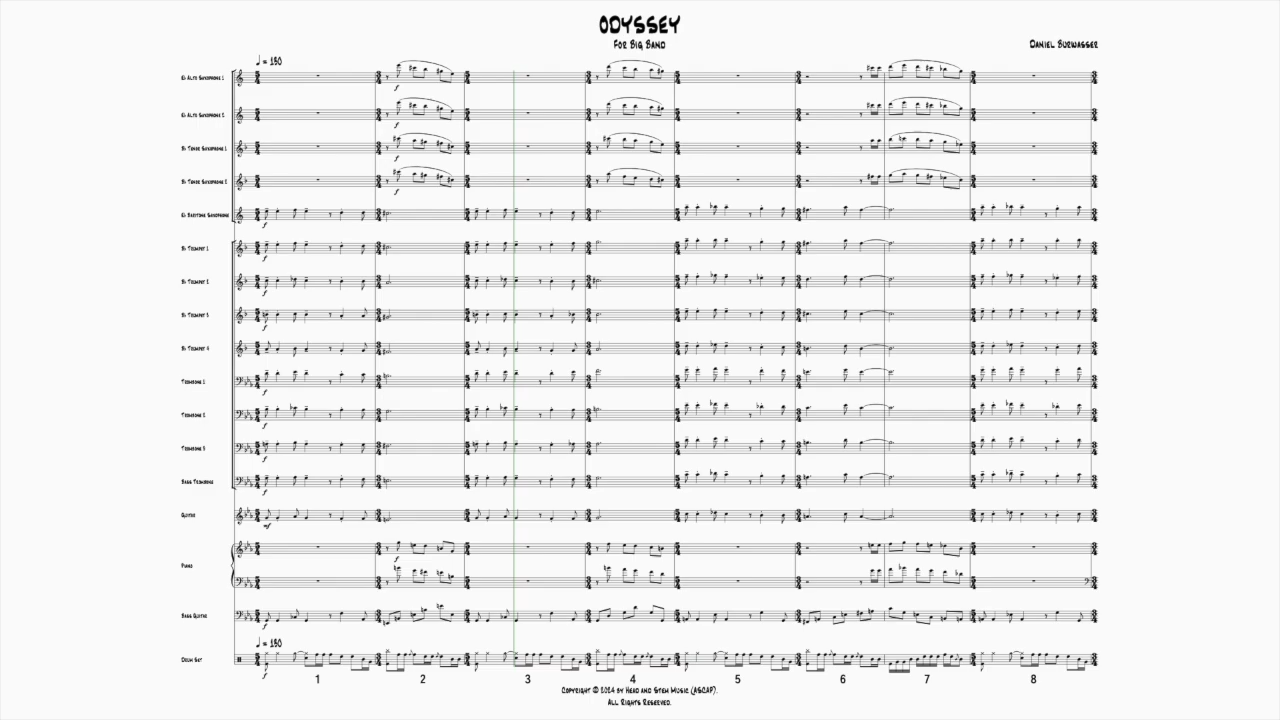 ODYSSEY
FOR BIG BAND
DANIEL BURWASSER
♩ = 150
Eb ALTO SAXOPHONE 1
Eb ALTO SAXOPHONE 2
Bb TENOR SAXOPHONE 1
Bb TENOR SAXOPHONE 2
Eb BARITONE SAXOPHONE
Bb TRUMPET 1
Bb TRUMPET 2
Bb TRUMPET 3
Bb TRUMPET 4
TROMBONE 1
TROMBONE 2
TROMBONE 3
BASS TROMBONE
GUITAR
PIANO
BASS GUITAR
♩ = 150
DRUM SET
1 2 3 4 5 6 7 8
COPYRIGHT © 2024 BY HEAD AND STEM MUSIC (ASCAP).
ALL RIGHTS RESERVED.